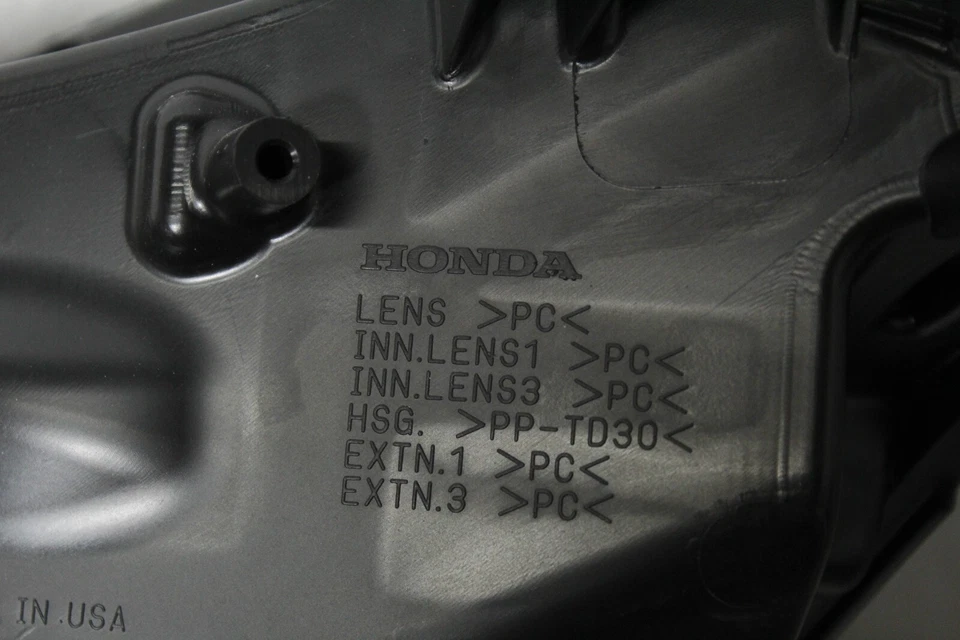 HONDA
LENS >PC<
INN.LENS1 >PC<
INN.LENS3 >PC<
HSG. >PP-TD30<
EXTN.1 >PC<
EXTN.3 >PC<
IN USA